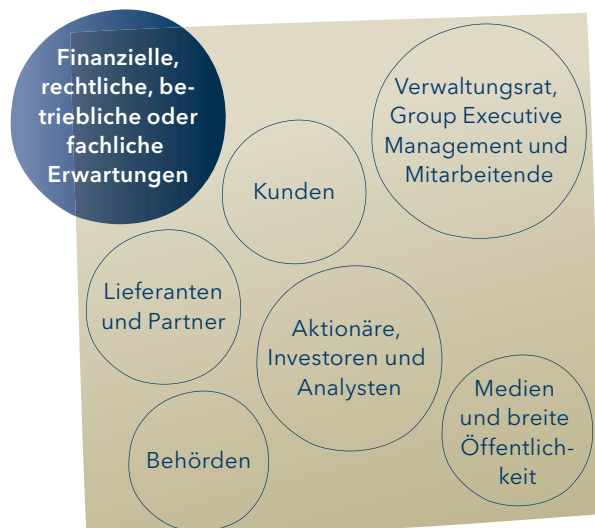 Finanzielle,
rechtliche, be-
triebliche oder
fachliche
Erwartungen
Verwaltungsrat,
Group Executive
Management und
Mitarbeitende
Kunden
Lieferanten
und Partner
Aktionäre,
Investoren und
Analysten
Medien
und breite
Öffentlich-
keit
Behörden